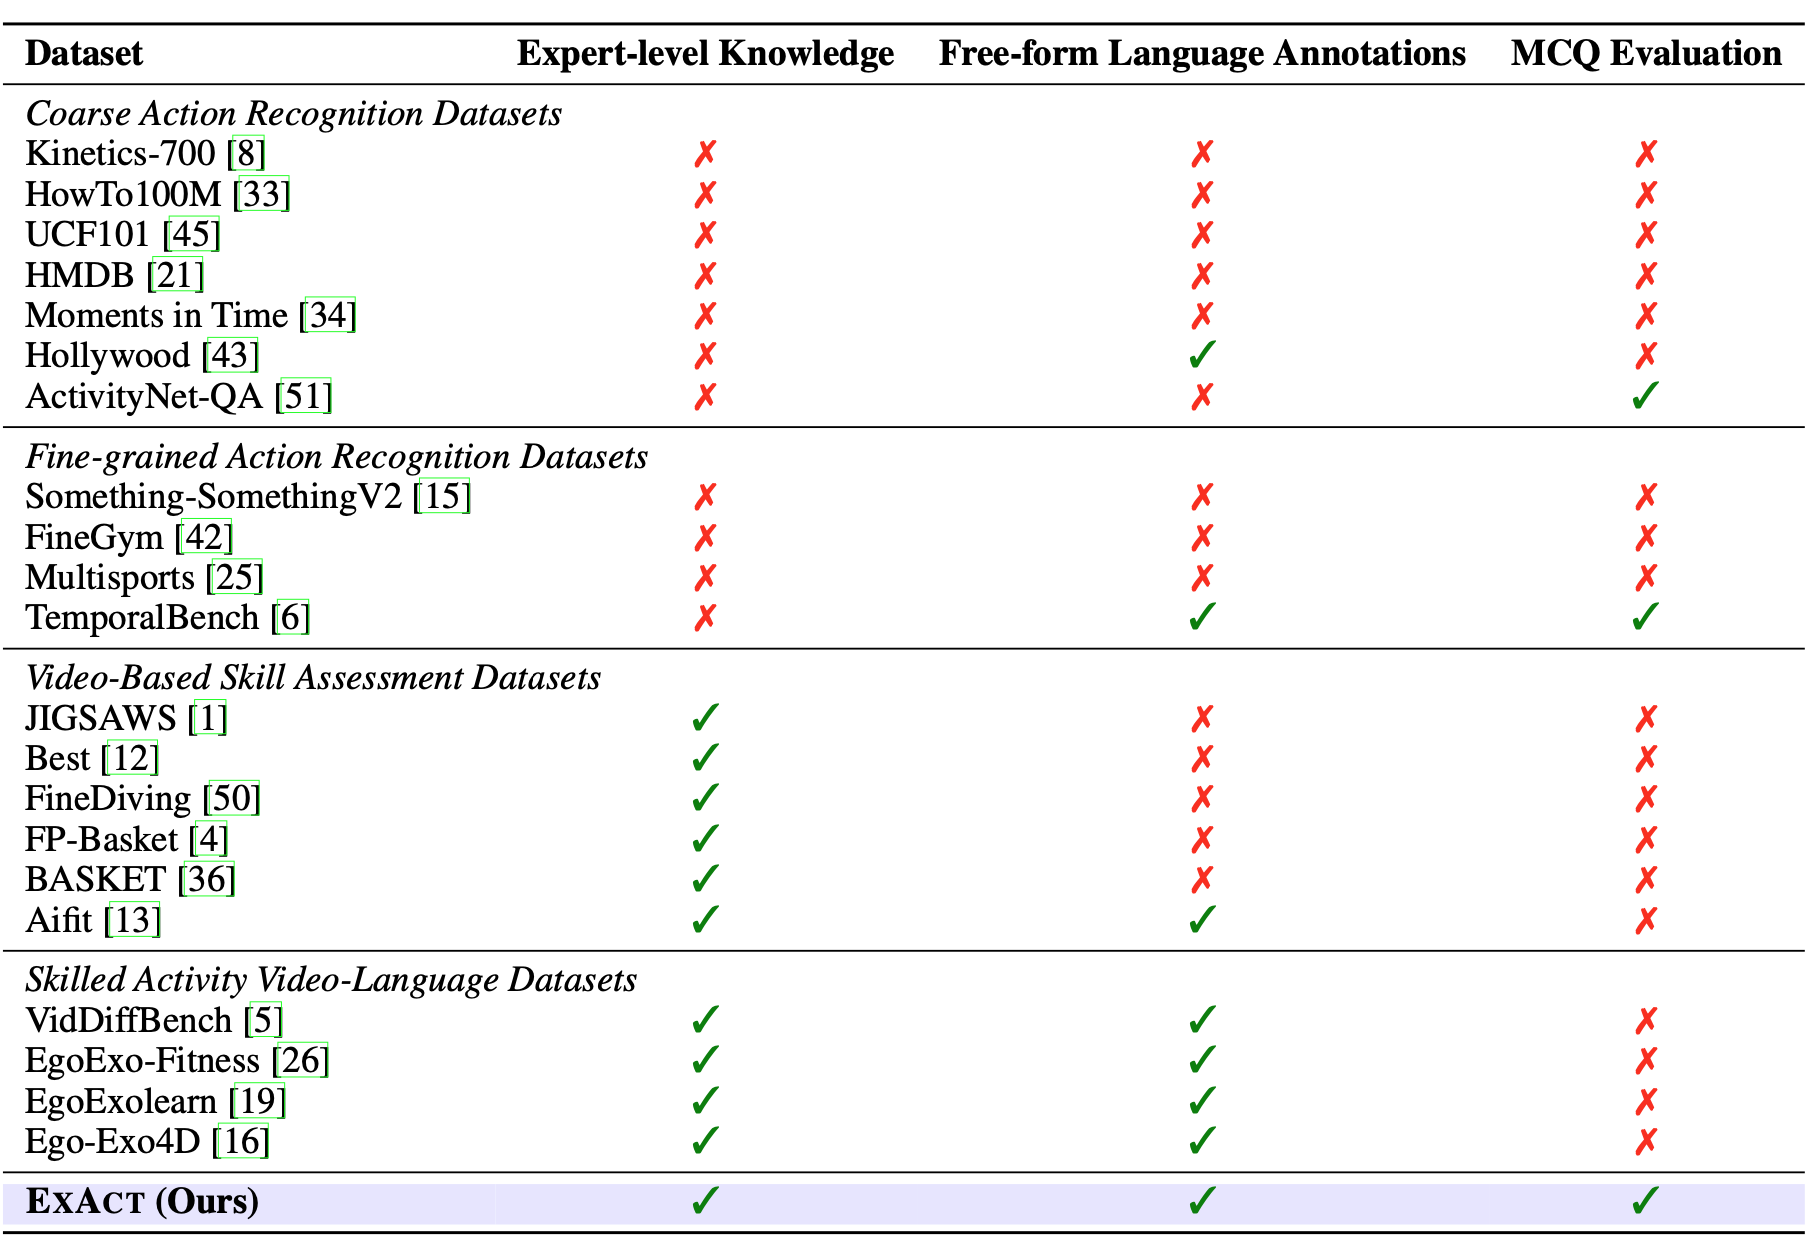 Dataset Expert-level Knowledge Free-form Language Annotations MCQ Evaluation
Coarse Action Recognition Datasets
Kinetics-700 [8] ✗ ✗ ✗
HowTo100M [33] ✗ ✗ ✗
UCF101 [45] ✗ ✗ ✗
HMDB [21] ✗ ✗ ✗
Moments in Time [34] ✗ ✗ ✗
Hollywood [43] ✗ ✓ ✗
ActivityNet-QA [51] ✗ ✗ ✓
Fine-grained Action Recognition Datasets
Something-SomethingV2 [15] ✗ ✗ ✗
FineGym [42] ✗ ✗ ✗
Multisports [25] ✗ ✗ ✗
TemporalBench [6] ✗ ✓ ✓
Video-Based Skill Assessment Datasets
JIGSAWS [1] ✓ ✗ ✗
Best [12] ✓ ✗ ✗
FineDiving [50] ✓ ✗ ✗
FP-Basket [4] ✓ ✗ ✗
BASKET [36] ✓ ✗ ✗
Aifit [13] ✓ ✓ ✗
Skilled Activity Video-Language Datasets
VidDiffBench [5] ✓ ✓ ✗
EgoExo-Fitness [26] ✓ ✓ ✗
EgoExolearn [19] ✓ ✓ ✗
Ego-Exo4D [16] ✓ ✓ ✗
EXACT (Ours) ✓ ✓ ✓